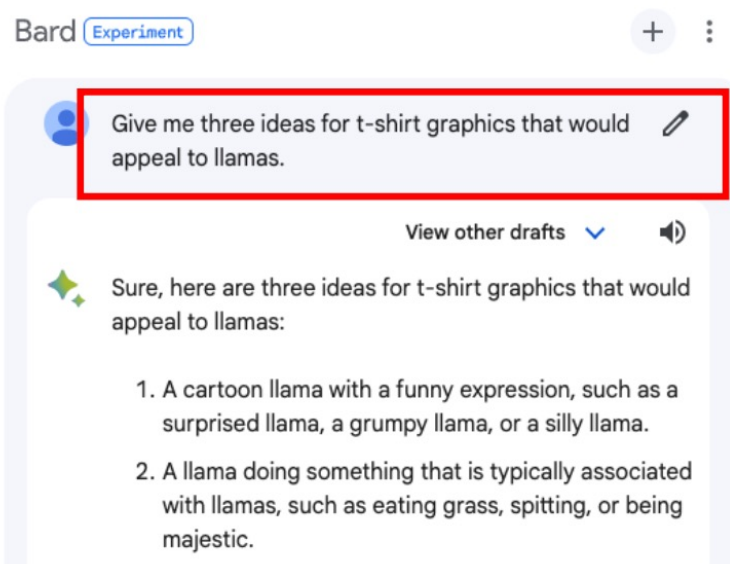 Bard Experiment
Give me three ideas for t-shirt graphics that would
appeal to llamas.
View other drafts
Sure, here are three ideas for t-shirt graphics that would
appeal to llamas:
1. A cartoon llama with a funny expression, such as a
surprised llama, a grumpy llama, or a silly llama.
2. A llama doing something that is typically associated
with llamas, such as eating grass, spitting, or being
majestic.